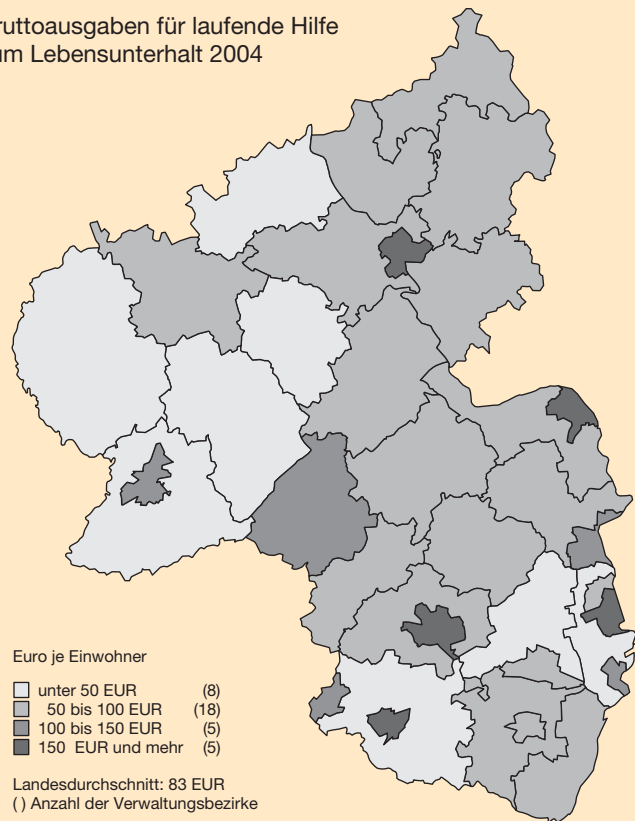 ruttoausgaben für laufende Hilfe
um Lebensunterhalt 2004
Euro je Einwohner
unter 50 EUR (8)
50 bis 100 EUR (18)
100 bis 150 EUR (5)
150 EUR und mehr (5)
Landesdurchschnitt: 83 EUR
( ) Anzahl der Verwaltungsbezirke